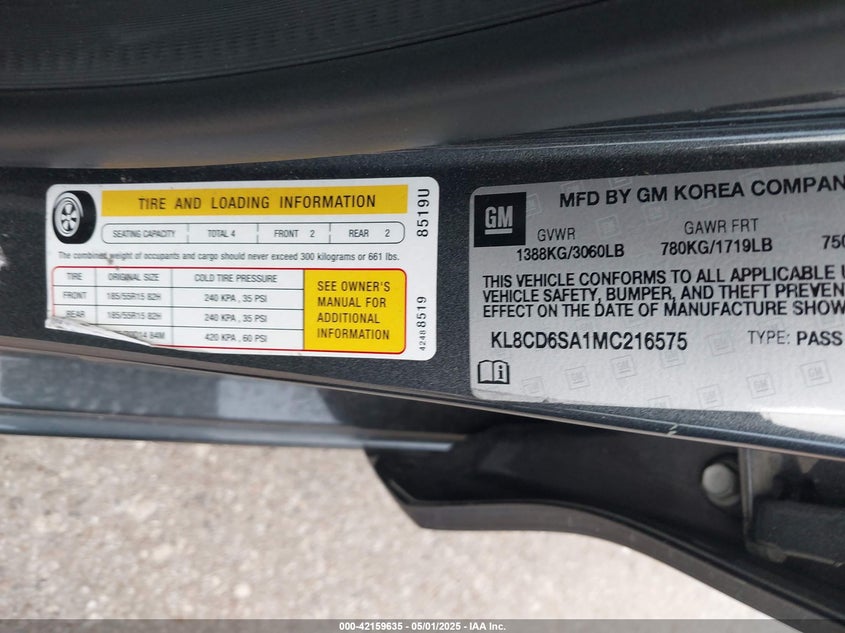 TIRE AND LOADING INFORMATION
SEATING CAPACITY TOTAL 4 FRONT 2 REAR 2
The combined weight of occupants and cargo should never exceed 300 kilograms or 661 lbs.
TIRE ORIGINAL SIZE COLD TIRE PRESSURE
FRONT 185/55R15 82H 240 KPA , 35 PSI
REAR 185/55R15 82H 240 KPA , 35 PSI
84M 420 KPA , 60 PSI
SEE OWNER'S
MANUAL FOR
ADDITIONAL
INFORMATION
8519U
42488519
GM
MFD BY GM KOREA COMPAN
GVWR GAWR FRT
1388KG/3060LB 780KG/1719LB 750
THIS VEHICLE CONFORMS TO ALL APPLICABLE
VEHICLE SAFETY, BUMPER, AND THEFT PREVEN
EFFECT ON THE DATE OF MANUFACTURE SHOW
KL8CD6SA1MC216575 TYPE: PASS
000-42159635 - 05/01/2025 - IAA Inc.